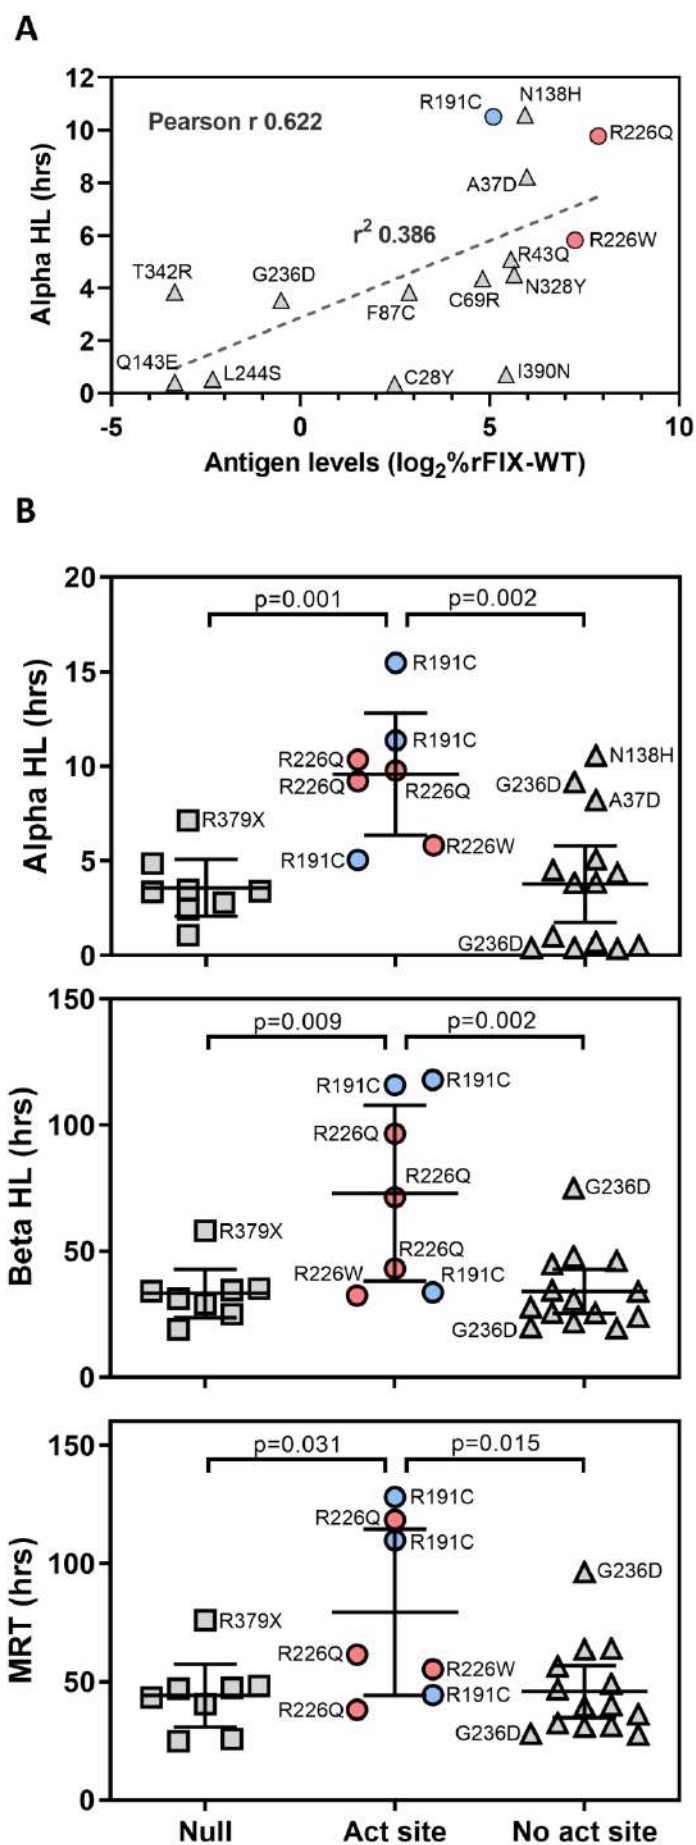 A
12
10
8
6
4
2
0
Alpha HL (hrs)
Pearson r 0.622
r² 0.386
R191C
N138H
R226Q
A37D
R226W
R43Q
N328Y
C69R
F87C
T342R
G236D
Q143E
L244S
C28Y
I390N
-5 0 5 10
Antigen levels (log₂%rFIX-WT)
B
20
15
10
5
0
Alpha HL (hrs)
p=0.001 p=0.002
R191C
R191C
R226Q
R226Q
R226Q
R226W
R191C
R379X
N138H
G236D
A37D
G236D
150
100
50
0
Beta HL (hrs)
p=0.009 p=0.002
R191C R191C
R226Q
R226Q
R226Q
R226W
R191C
R379X
G236D
G236D
150
100
50
0
MRT (hrs)
p=0.031 p=0.015
R191C
R226Q
R191C
R226Q
R226W
R191C
R226Q
R379X
G236D
G236D
Null Act site No act site